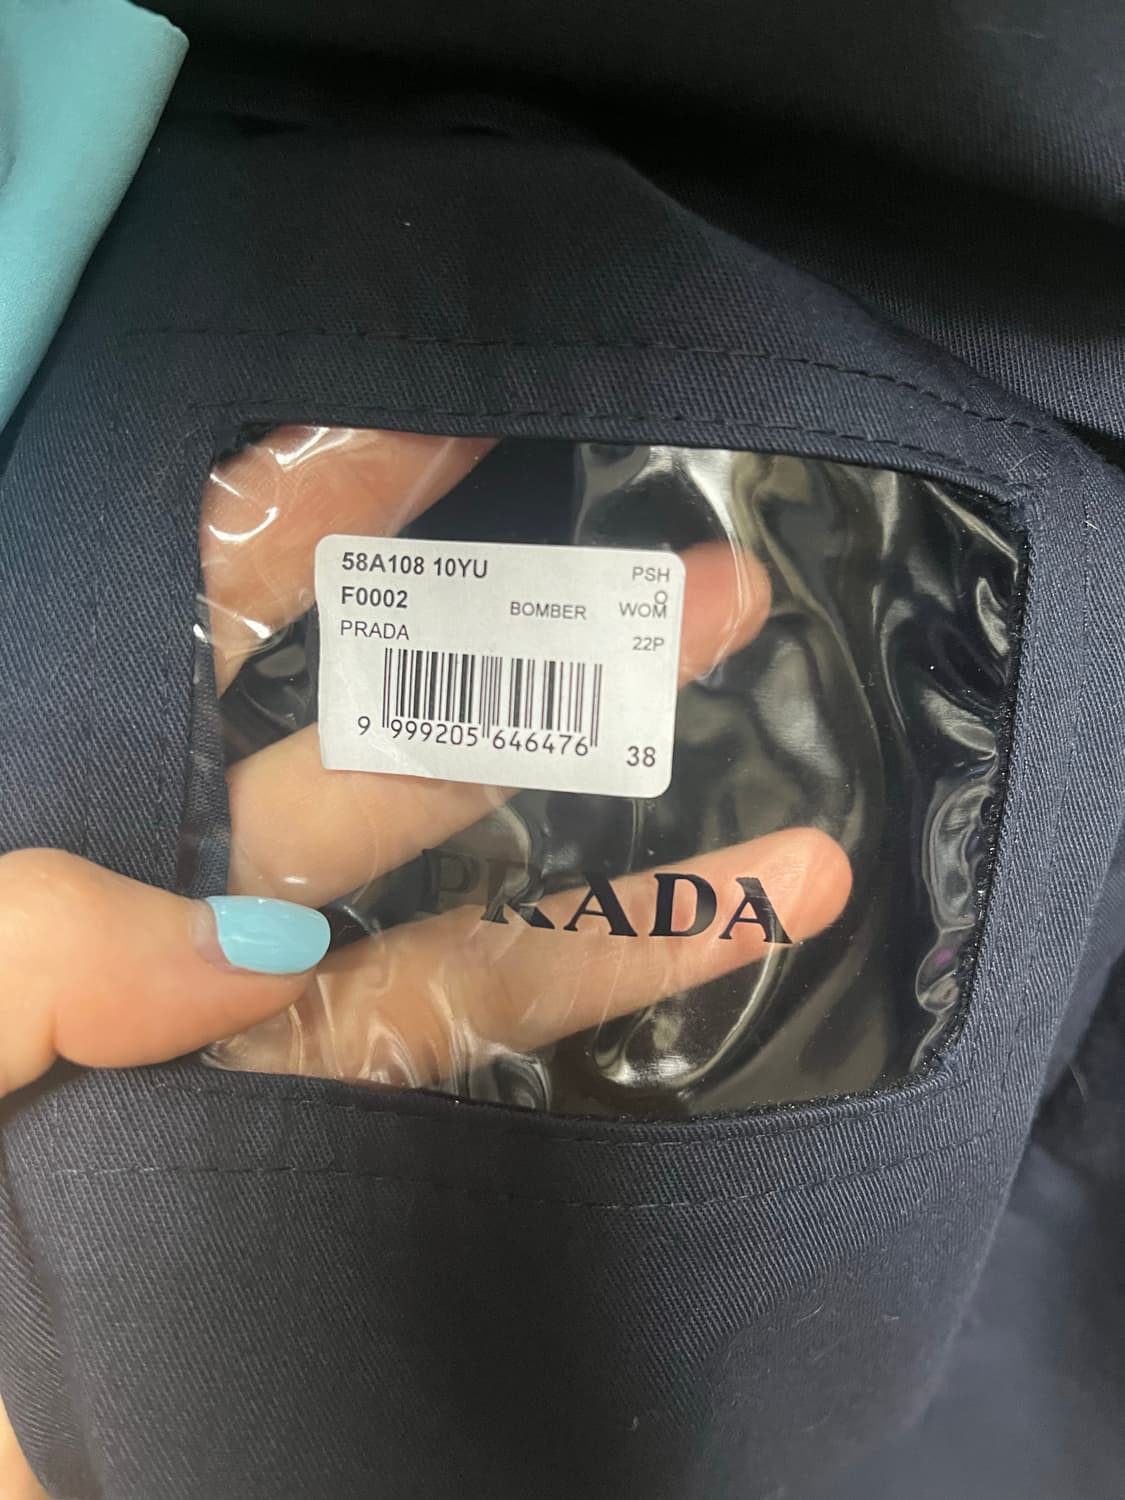 58A108 10YU
PSH
F0002
O
BOMBER WOM
PRADA
22P
9 999205 646476
38
PRADA